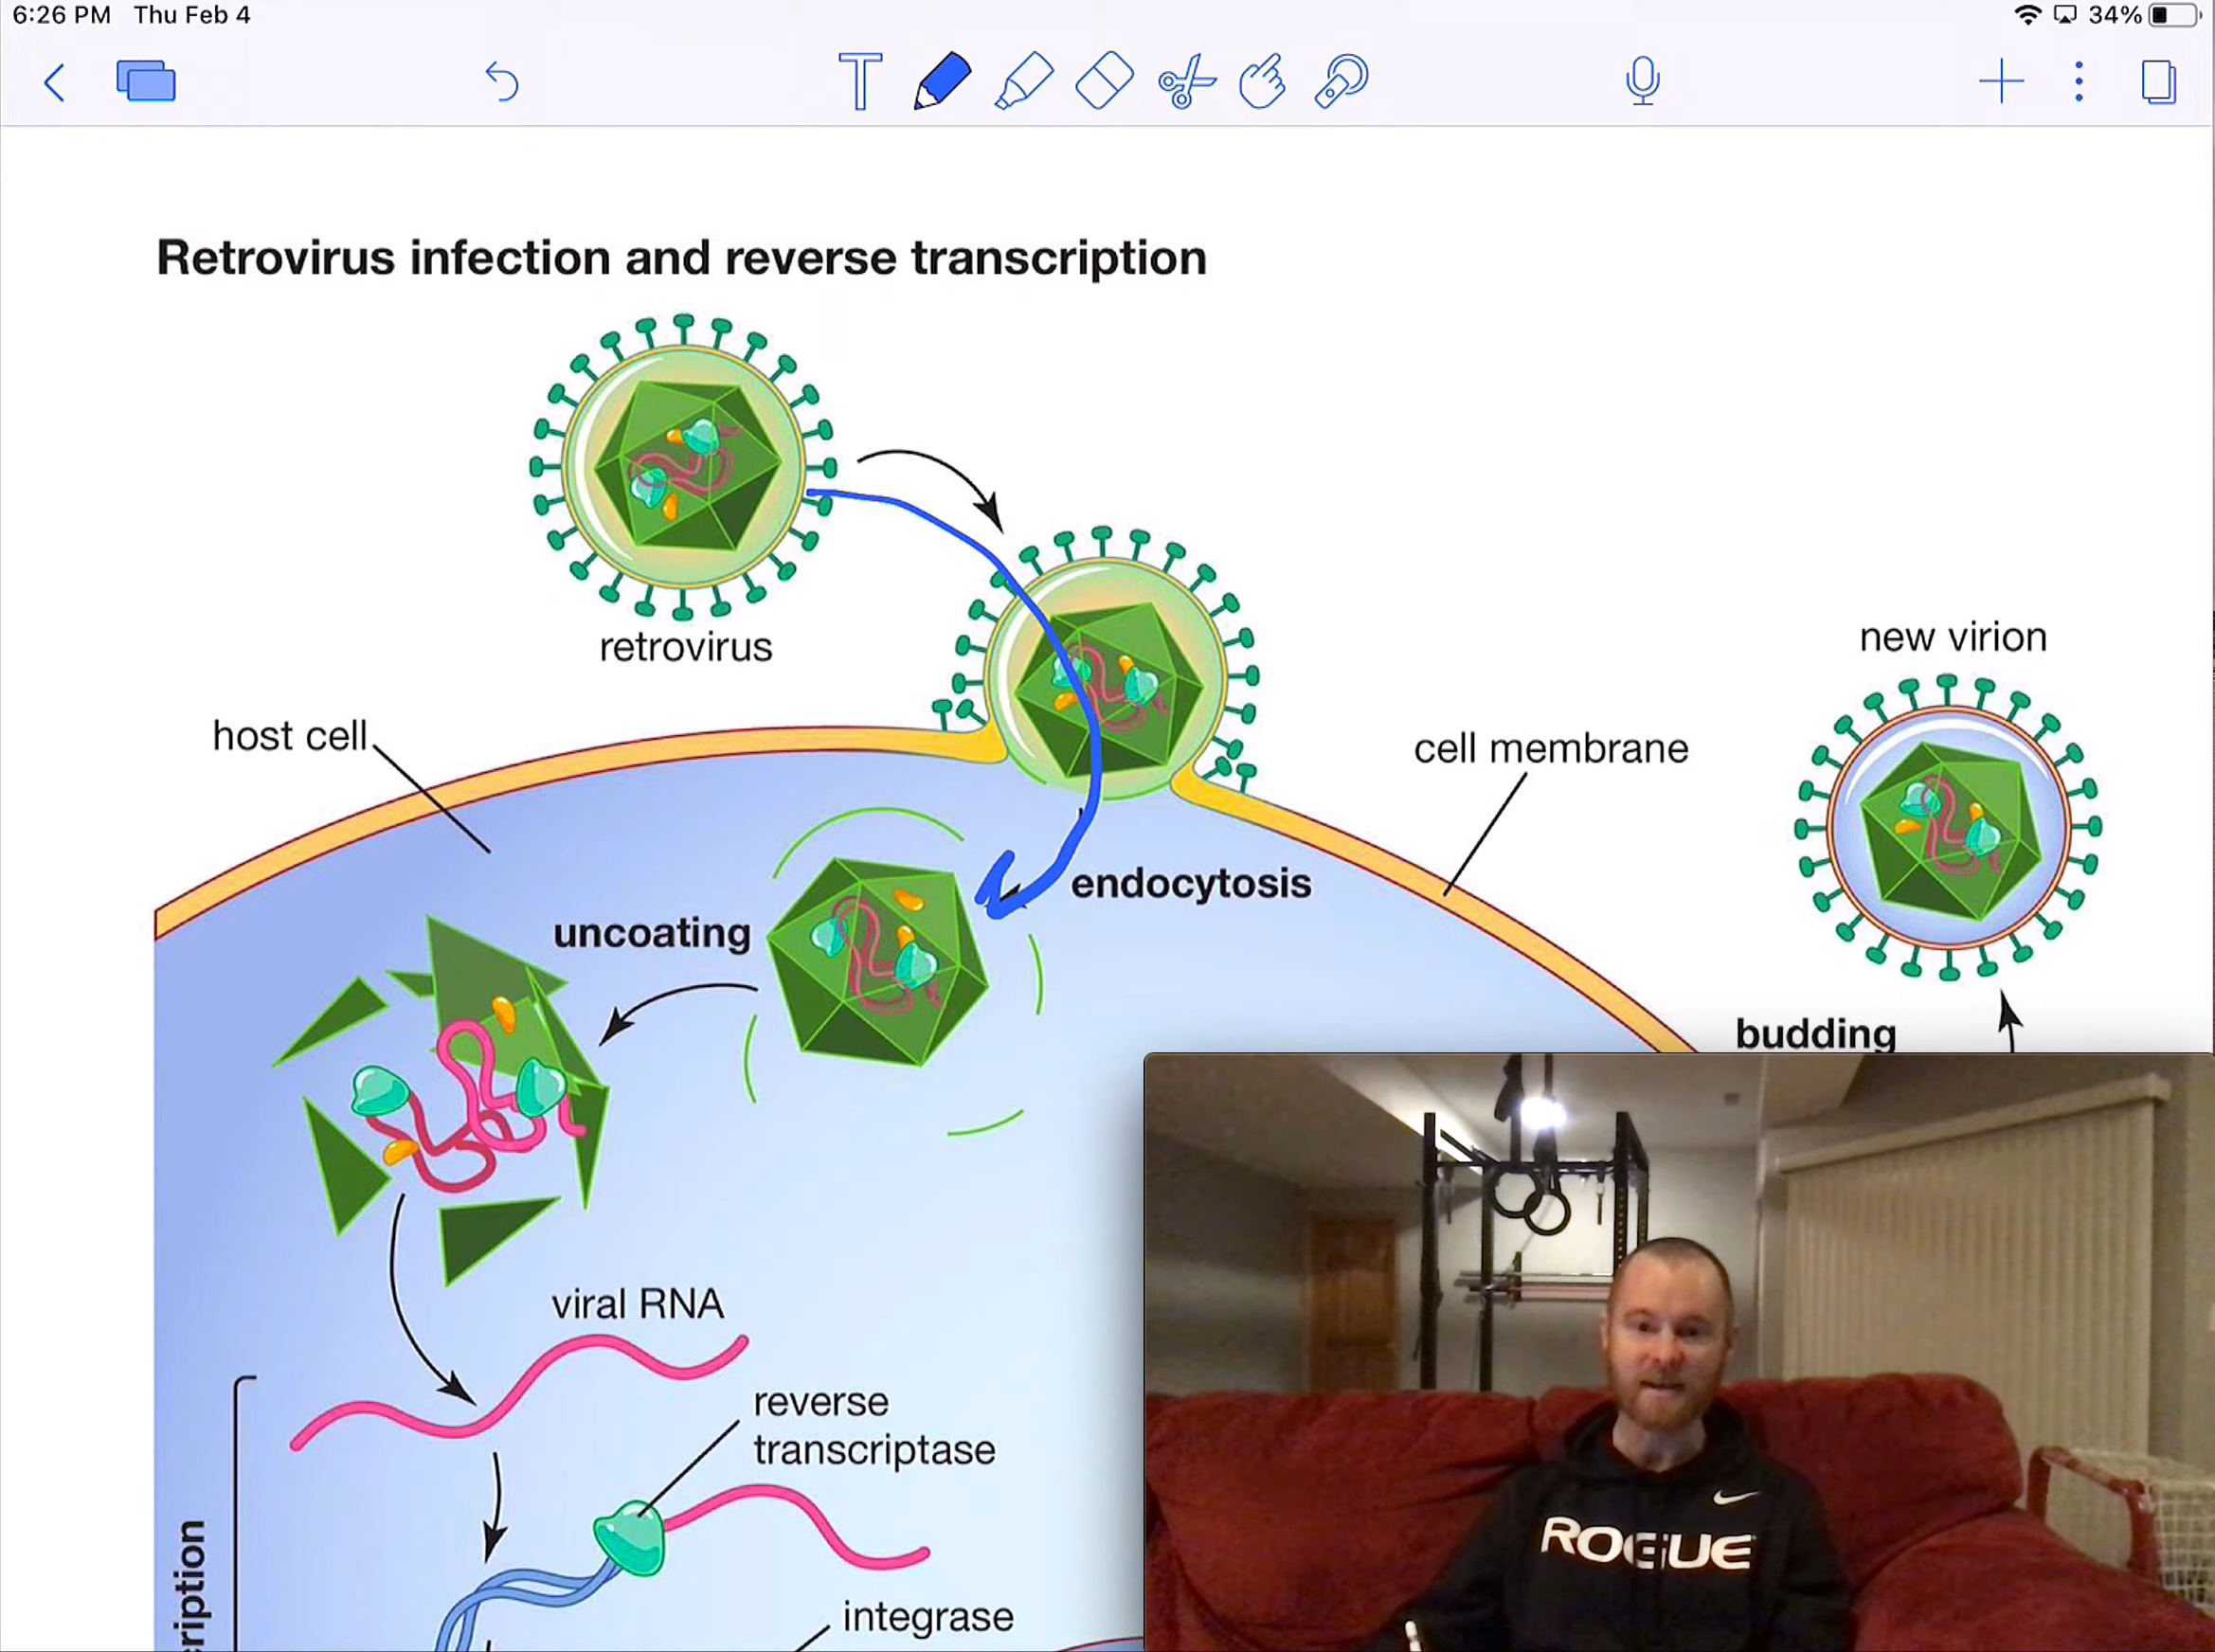 6:26 PM Thu Feb 4
34%
T
Retrovirus infection and reverse transcription
retrovirus
new virion
host cell
cell membrane
endocytosis
uncoating
budding
viral RNA
reverse
transcriptase
ription
integrase
ROGUE